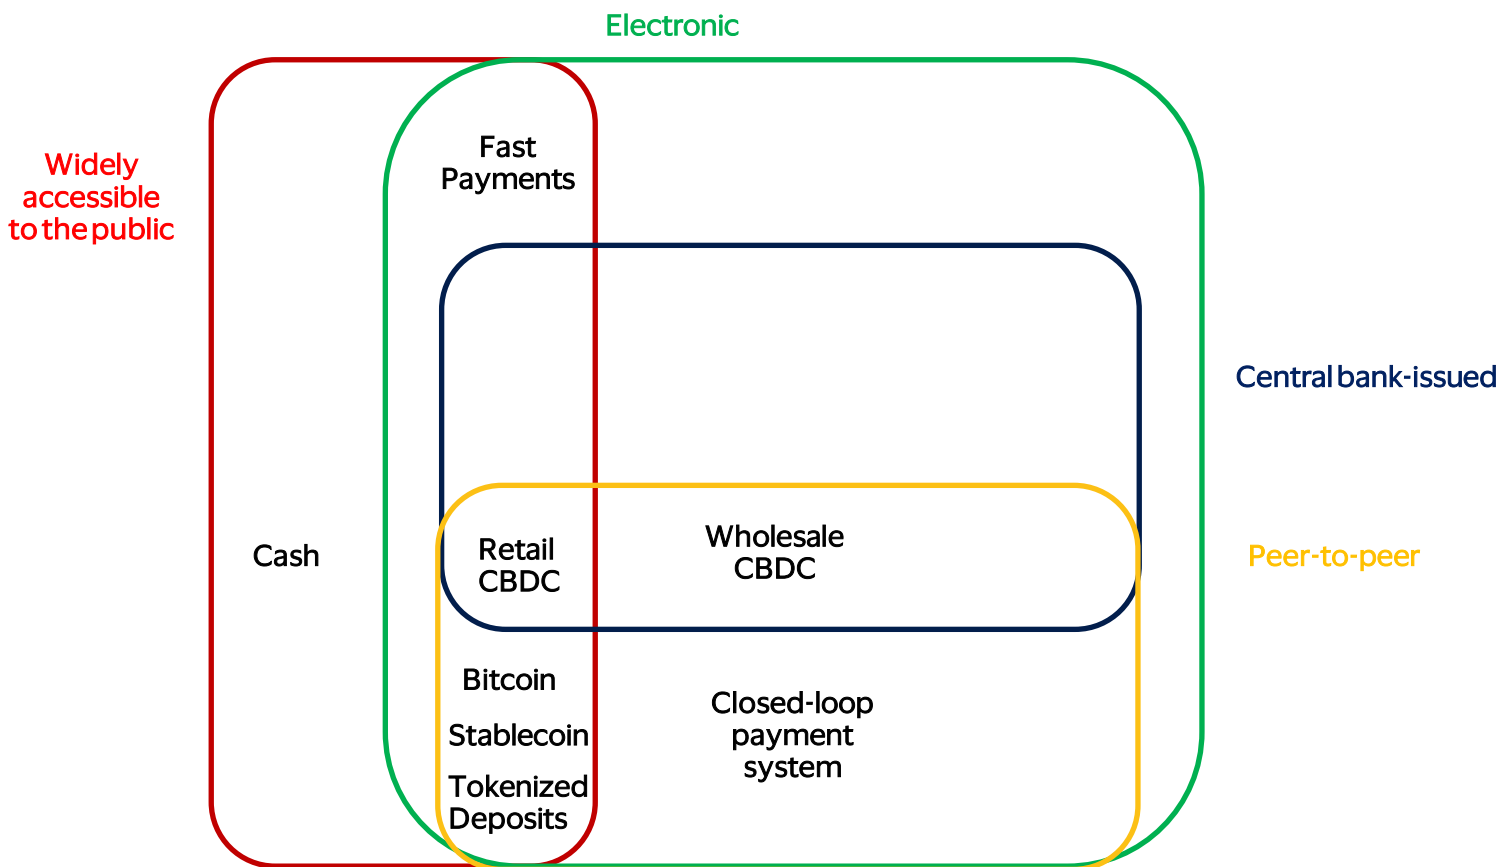 Electronic
Widely
accessible
to the public
Fast
Payments
Central bank-issued
Cash
Retail
CBDC
Wholesale
CBDC
Peer-to-peer
Bitcoin
Stablecoin
Tokenized
Deposits
Closed-loop
payment
system